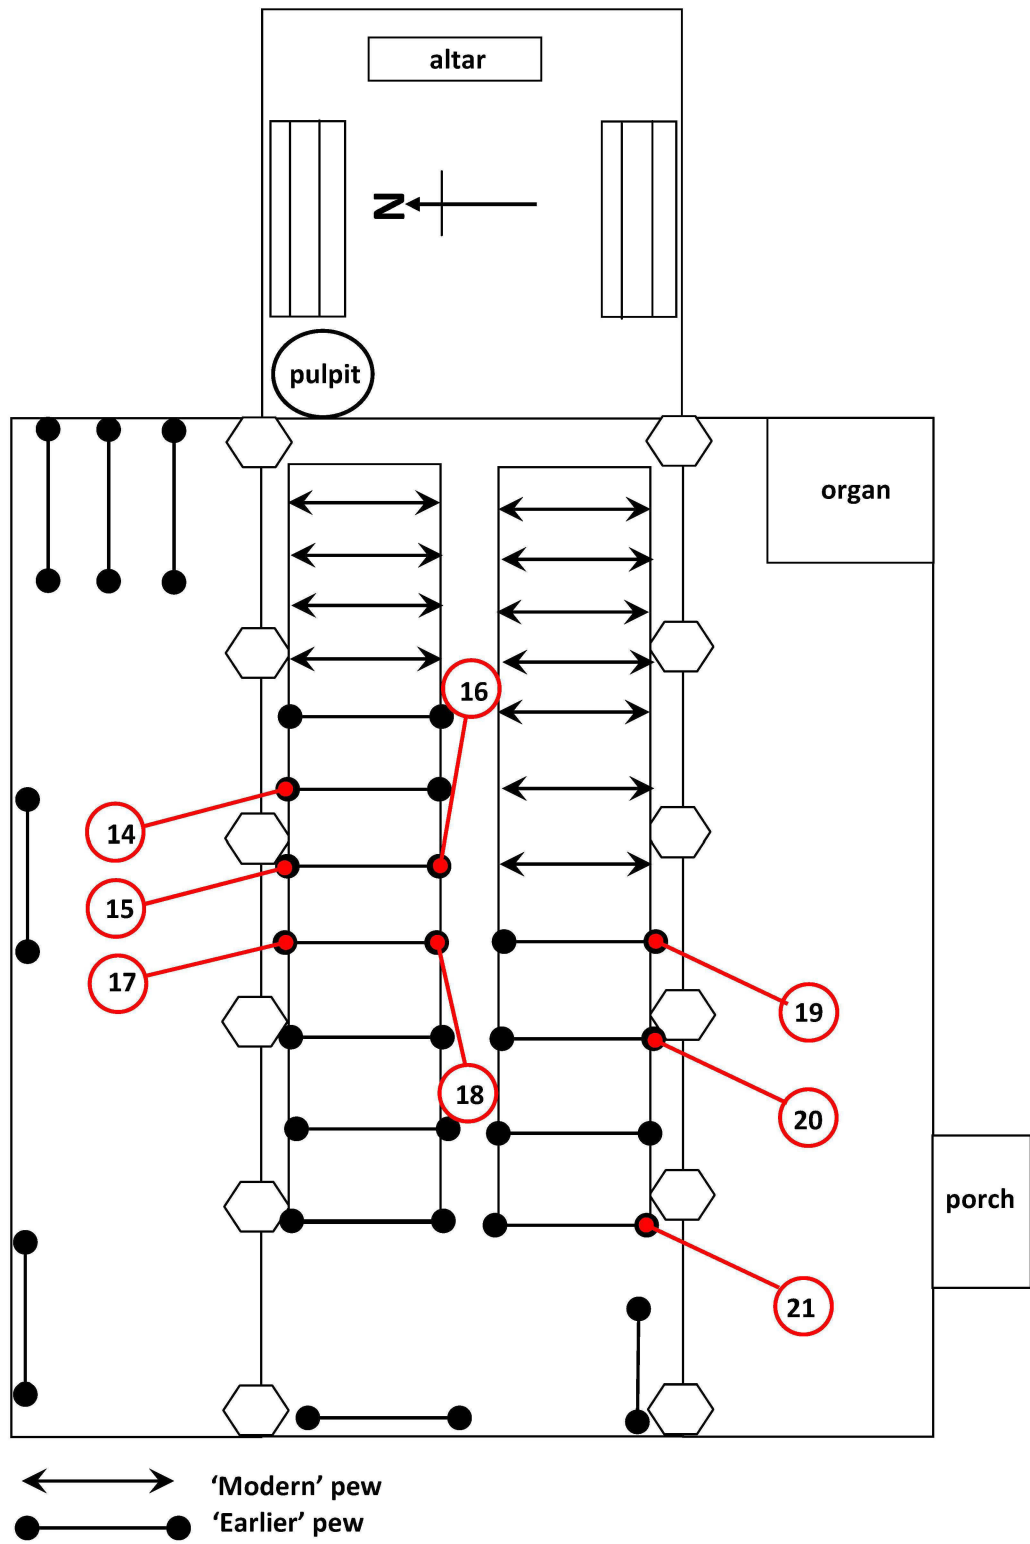 altar
N
pulpit
organ
16
14
15
17
19
18
20
porch
21
‘Modern’ pew
‘Earlier’ pew